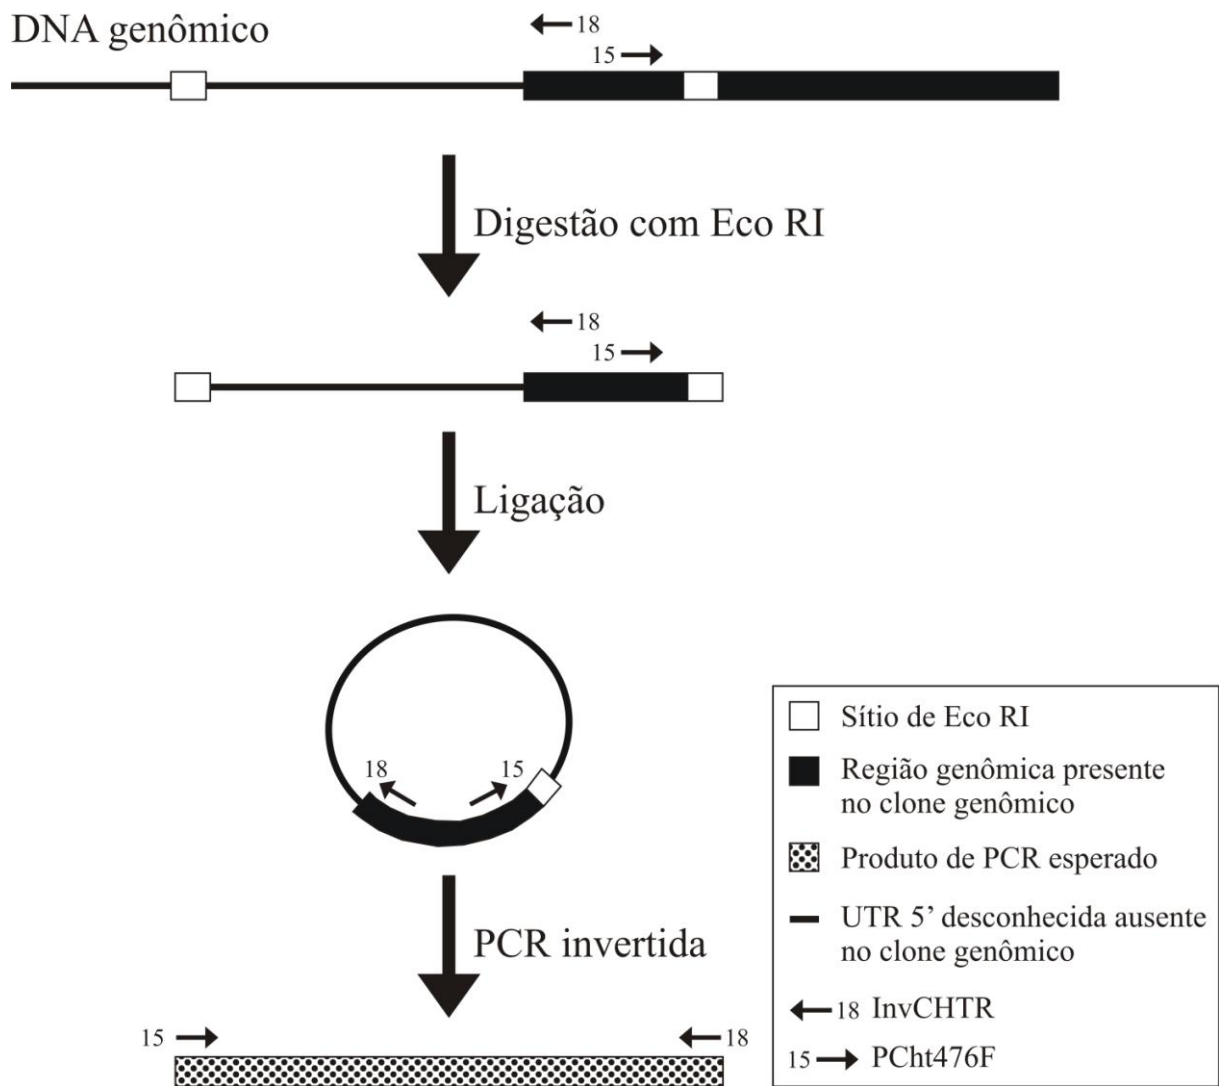 DNA genômico
18
15
Digestão com Eco RI
18
15
Ligação
18
15
PCR invertida
15
18
Sítio de Eco RI
Região genômica presente
no clone genômico
Produto de PCR esperado
UTR 5’ desconhecida ausente
no clone genômico
18 InvCHTR
15 PCht476F